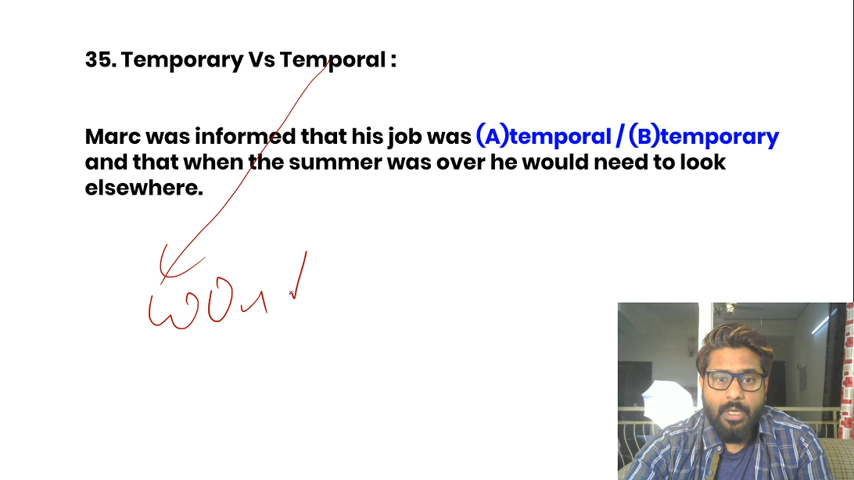 35. Temporary Vs Temporal :
Marc was informed that his job was (A)temporal / (B)temporary
and that when the summer was over he would need to look
elsewhere.